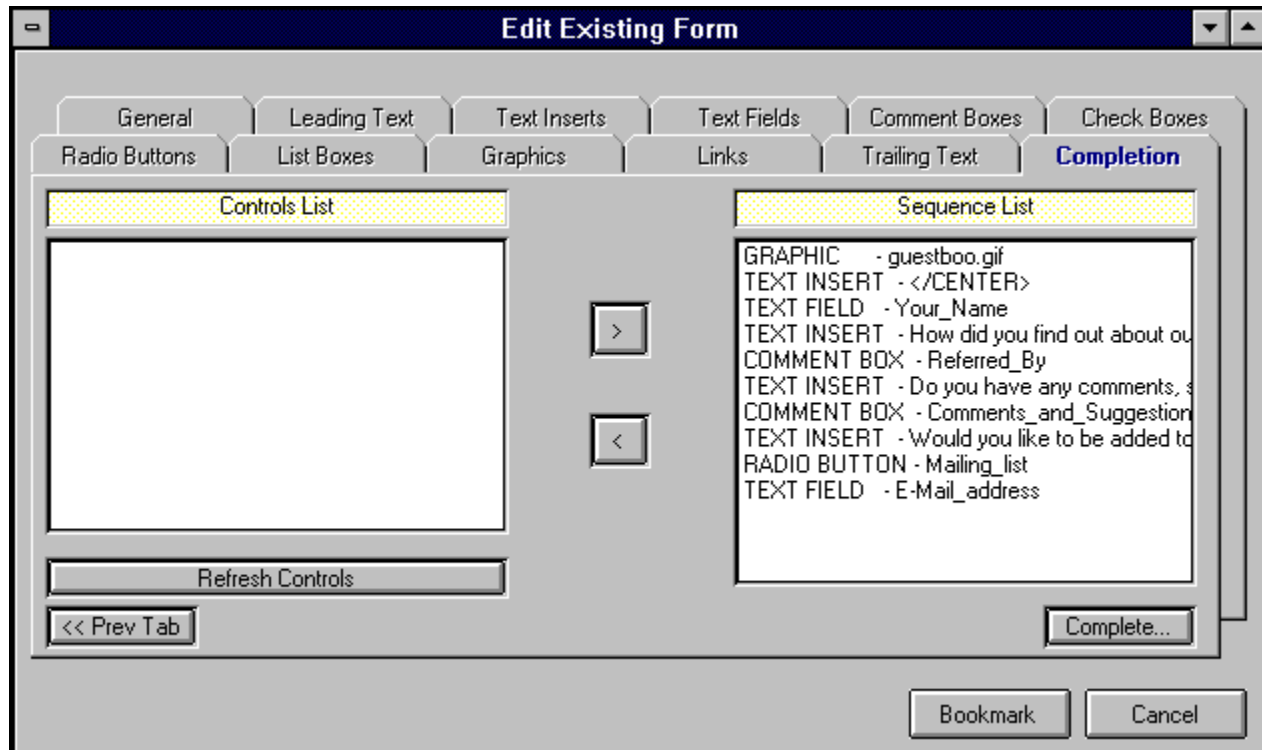 Edit Existing Form
General Leading Text Text Inserts Text Fields Comment Boxes Check Boxes
Radio Buttons List Boxes Graphics Links Trailing Text Completion
Controls List
Sequence List
GRAPHIC - guestboo.gif
TEXT INSERT - </CENTER>
TEXT FIELD - Your_Name
TEXT INSERT - How did you find out about ou
COMMENT BOX - Referred_By
TEXT INSERT - Do you have any comments, s
COMMENT BOX - Comments_and_Suggestion
TEXT INSERT - Would you like to be added to
RADIO BUTTON - Mailing_list
TEXT FIELD - E-Mail_address
>
<
Refresh Controls
<< Prev Tab
Complete...
Bookmark Cancel